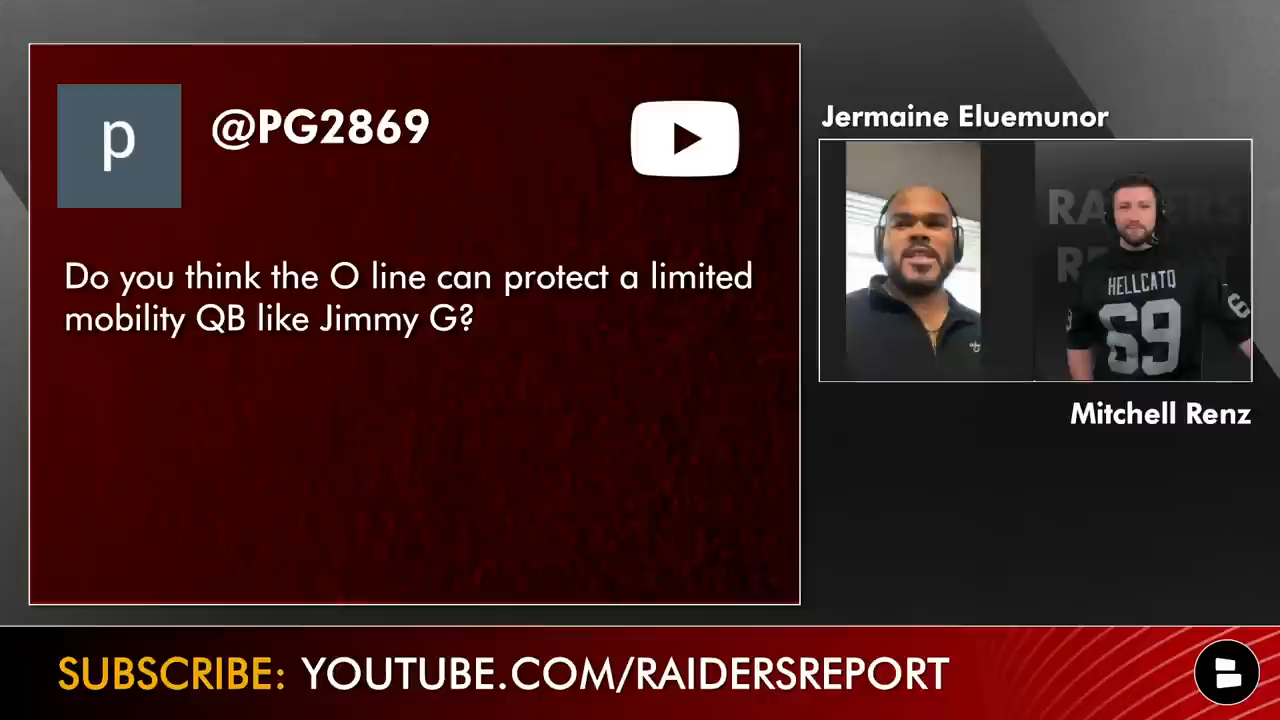 p
@PG2869
Do you think the O line can protect a limited
mobility QB like Jimmy G?
Jermaine Eluemunor
RAIDERS
HELLCATO
69
Mitchell Renz
SUBSCRIBE: YOUTUBE.COM/RAIDERSREPORT